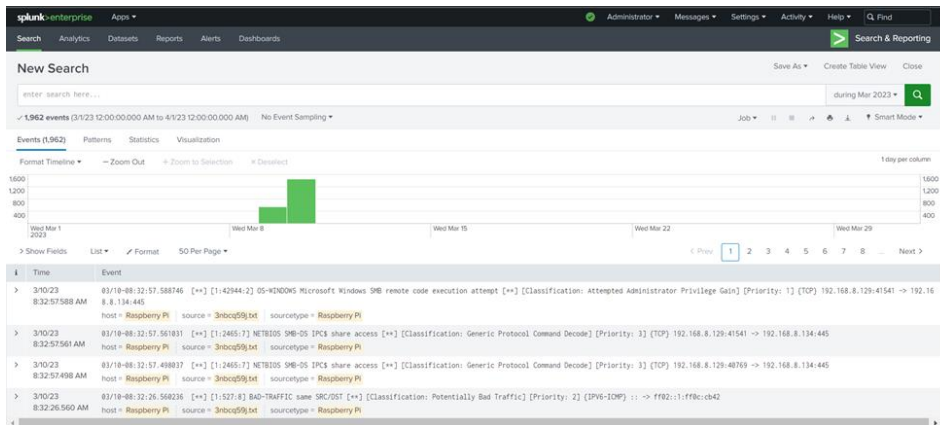 splunk>enterprise Apps Administrator Messages Settings Activity Help Find
Search Analytics Datasets Reports Alerts Dashboards Search & Reporting
New Search Save As Create Table View Close
enter search here... during Mar 2023
1,962 events (3/1/23 12:00:00.000 AM to 4/1/23 12:00:00.000 AM) No Event Sampling Job Smart Mode
Events (1,962) Patterns Statistics Visualization
Format Timeline — Zoom Out + Zoom to Selection × Deselect 1 day per column
1,600 1,600
1,200 1,200
800 800
400 400
Wed Mar 1 Wed Mar 8 Wed Mar 15 Wed Mar 22 Wed Mar 29
2023
> Show Fields List Format 50 Per Page < Prev 1 2 3 4 5 6 7 8 ... Next >
i Time Event
> 3/10/23 03/10-08:32:57.588746 [**] [1:42944:2] OS-WINDOWS Microsoft Windows SMB remote code execution attempt [**] [Classification: Attempted Administrator Privilege Gain] [Priority: 1] {TCP} 192.168.8.129:41541 -> 192.16
8:32:57.588 AM 8.8.134:445
host = Raspberry Pi source = 3nbcq59j.txt sourcetype = Raspberry Pi
> 3/10/23 03/10-08:32:57.561031 [**] [1:2465:7] NETBIOS SMB-DS IPC$ share access [**] [Classification: Generic Protocol Command Decode] [Priority: 3] {TCP} 192.168.8.129:41541 -> 192.168.8.134:445
8:32:57.561 AM host = Raspberry Pi source = 3nbcq59j.txt sourcetype = Raspberry Pi
> 3/10/23 03/10-08:32:57.498037 [**] [1:2465:7] NETBIOS SMB-DS IPC$ share access [**] [Classification: Generic Protocol Command Decode] [Priority: 3] {TCP} 192.168.8.129:40769 -> 192.168.8.134:445
8:32:57.498 AM host = Raspberry Pi source = 3nbcq59j.txt sourcetype = Raspberry Pi
> 3/10/23 03/10-08:32:26.560236 [**] [1:527:8] BAD-TRAFFIC same SRC/DST [**] [Classification: Potentially Bad Traffic] [Priority: 2] {IPV6-ICMP} :: -> ff02::1:ff0c:cb42
8:32:26.560 AM host = Raspberry Pi source = 3nbcq59j.txt sourcetype = Raspberry Pi